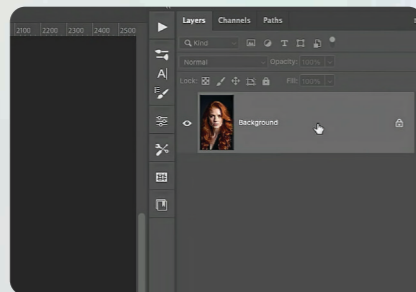 Layers Channels Paths
2100 2200 2300 2400 2500
Kind
Normal Opacity: 100%
Lock: Fill: 100%
Background